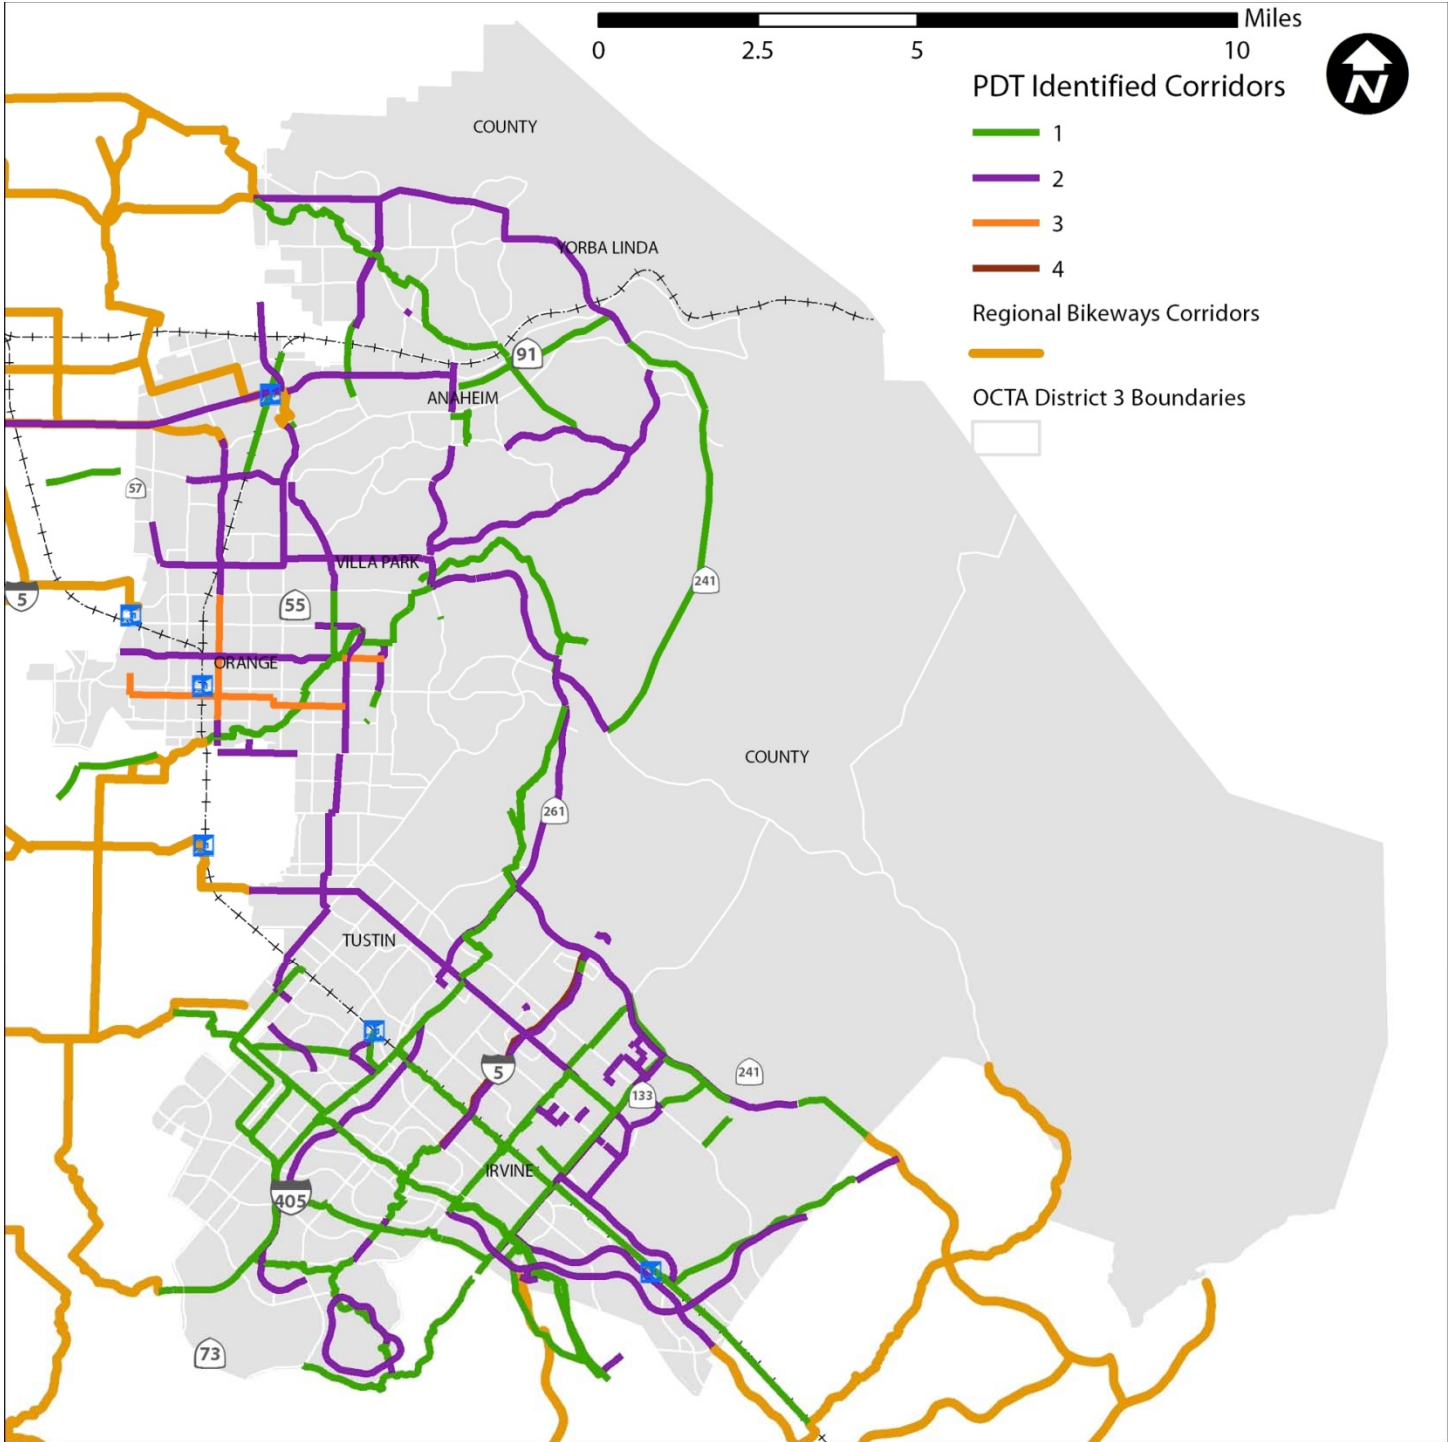 Miles
0 2.5 5 10
N
PDT Identified Corridors
1
2
3
4
Regional Bikeways Corridors
OCTA District 3 Boundaries
COUNTY
YORBA LINDA
91
ANAHEIM
57
VILLA PARK
241
5
55
ORANGE
COUNTY
261
TUSTIN
5
241
133
IRVINE
405
73